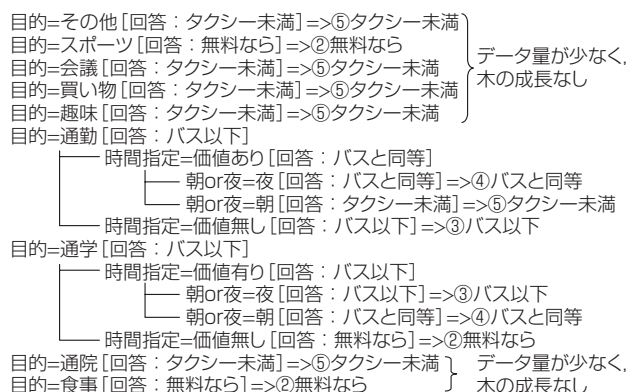 目的=その他[回答：タクシー未満]=>⑤タクシー未満
目的=スポーツ[回答：無料なら]=>②無料なら
目的=会議[回答：タクシー未満]=>⑤タクシー未満
目的=買い物[回答：タクシー未満]=>⑤タクシー未満
目的=趣味[回答：タクシー未満]=>⑤タクシー未満
データ量が少なく，
木の成長なし
目的=通勤[回答：バス以下]
時間指定=価値あり[回答：バスと同等]
朝or夜=夜[回答：バスと同等]=>④バスと同等
朝or夜=朝[回答：タクシー未満]=>⑤タクシー未満
時間指定=価値無し[回答：バス以下]=>③バス以下
目的=通学[回答：バス以下]
時間指定=価値有り[回答：バス以下]
朝or夜=夜[回答：バス以下]=>③バス以下
朝or夜=朝[回答：バスと同等]=>④バスと同等
時間指定=価値無し[回答：無料なら]=>②無料なら
目的=通院[回答：タクシー未満]=>⑤タクシー未満
目的=食事[回答：無料なら]=>②無料なら
データ量が少なく，
木の成長なし